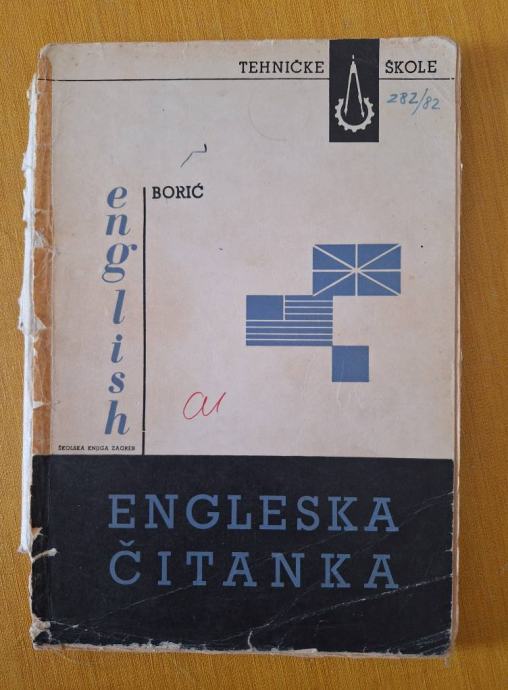 TEHNIČKE ŠKOLE
282/82
BORIĆ
english
ŠKOLSKA KNJIGA ZAGREB
ENGLESKA
ČITANKA